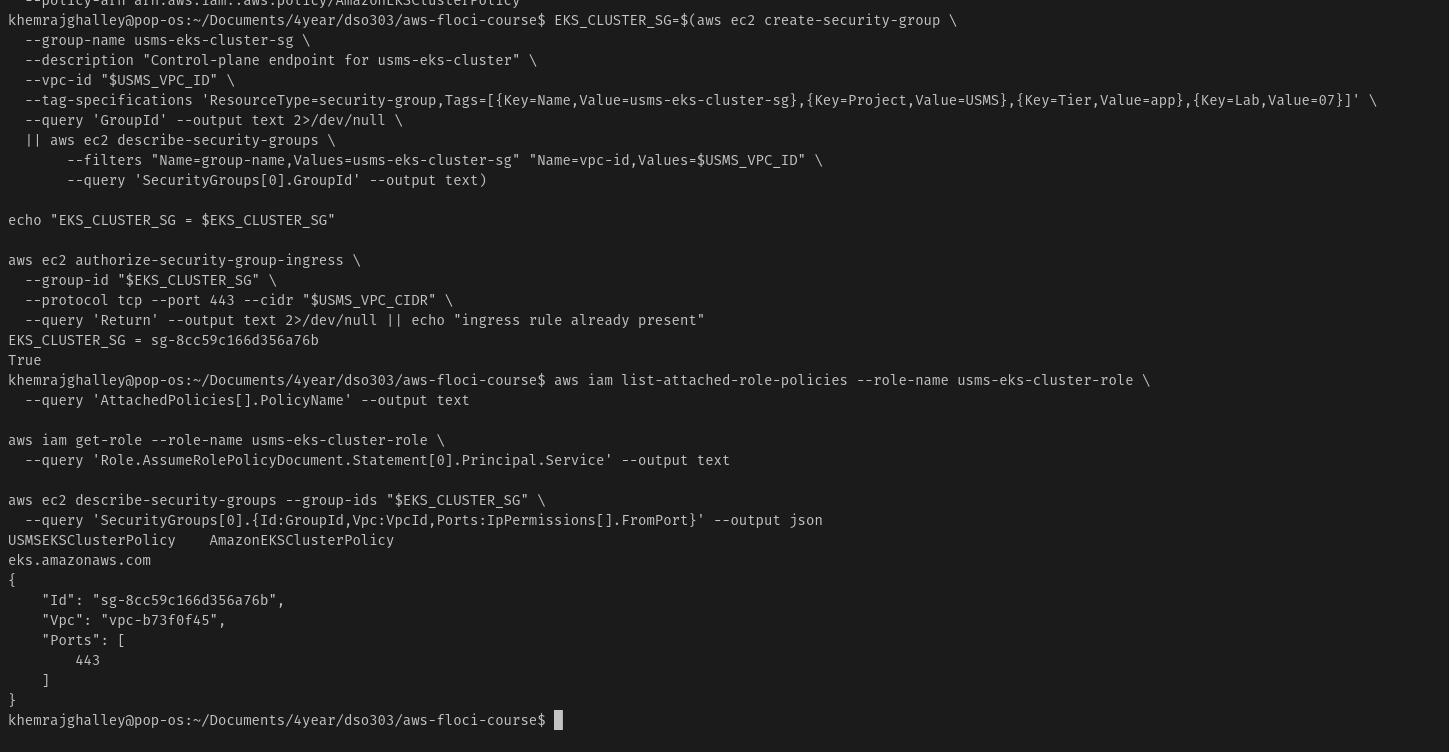 --policy-arn arn:aws:iam::aws:policy/AmazonEKSClusterPolicy
khemrajghalley@pop-os:~/Documents/4year/dso303/aws-floci-course$ EKS_CLUSTER_SG=$(aws ec2 create-security-group \
  --group-name usms-eks-cluster-sg \
  --description "Control-plane endpoint for usms-eks-cluster" \
  --vpc-id "$USMS_VPC_ID" \
  --tag-specifications 'ResourceType=security-group,Tags=[{Key=Name,Value=usms-eks-cluster-sg},{Key=Project,Value=USMS},{Key=Tier,Value=app},{Key=Lab,Value=07}]' \
  --query 'GroupId' --output text 2>/dev/null \
  || aws ec2 describe-security-groups \
       --filters "Name=group-name,Values=usms-eks-cluster-sg" "Name=vpc-id,Values=$USMS_VPC_ID" \
       --query 'SecurityGroups[0].GroupId' --output text)

echo "EKS_CLUSTER_SG = $EKS_CLUSTER_SG"

aws ec2 authorize-security-group-ingress \
  --group-id "$EKS_CLUSTER_SG" \
  --protocol tcp --port 443 --cidr "$USMS_VPC_CIDR" \
  --query 'Return' --output text 2>/dev/null || echo "ingress rule already present"
EKS_CLUSTER_SG = sg-8cc59c166d356a76b
True
khemrajghalley@pop-os:~/Documents/4year/dso303/aws-floci-course$ aws iam list-attached-role-policies --role-name usms-eks-cluster-role \
  --query 'AttachedPolicies[].PolicyName' --output text

aws iam get-role --role-name usms-eks-cluster-role \
  --query 'Role.AssumeRolePolicyDocument.Statement[0].Principal.Service' --output text

aws ec2 describe-security-groups --group-ids "$EKS_CLUSTER_SG" \
  --query 'SecurityGroups[0].{Id:GroupId,Vpc:VpcId,Ports:IpPermissions[].FromPort}' --output json
USMSEKSClusterPolicy    AmazonEKSClusterPolicy
eks.amazonaws.com
{
    "Id": "sg-8cc59c166d356a76b",
    "Vpc": "vpc-b73f0f45",
    "Ports": [
        443
    ]
}
khemrajghalley@pop-os:~/Documents/4year/dso303/aws-floci-course$